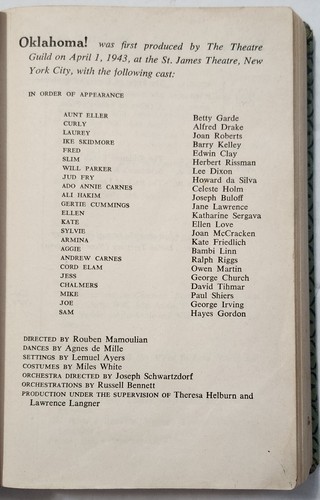 Oklahoma! was first produced by The Theatre
Guild on April 1, 1943, at the St. James Theatre, New
York City, with the following cast:
IN ORDER OF APPEARANCE
AUNT ELLER Betty Garde
CURLY Alfred Drake
LAUREY Joan Roberts
IKE SKIDMORE Barry Kelley
FRED Edwin Clay
SLIM Herbert Rissman
WILL PARKER Lee Dixon
JUD FRY Howard da Silva
ADO ANNIE CARNES Celeste Holm
ALI HAKIM Joseph Buloff
GERTIE CUMMINGS Jane Lawrence
ELLEN Katharine Sergava
KATE Ellen Love
SYLVIE Joan McCracken
ARMINA Kate Friedlich
AGGIE Bambi Linn
ANDREW CARNES Ralph Riggs
CORD ELAM Owen Martin
JESS George Church
CHALMERS David Tihmar
MIKE Paul Shiers
JOE George Irving
SAM Hayes Gordon
DIRECTED BY Rouben Mamoulian
DANCES BY Agnes de Mille
SETTINGS BY Lemuel Ayers
COSTUMES BY Miles White
ORCHESTRA DIRECTED BY Joseph Schwartzdorf
ORCHESTRATIONS BY Russell Bennett
PRODUCTION UNDER THE SUPERVISION OF Theresa Helburn and
Lawrence Langner